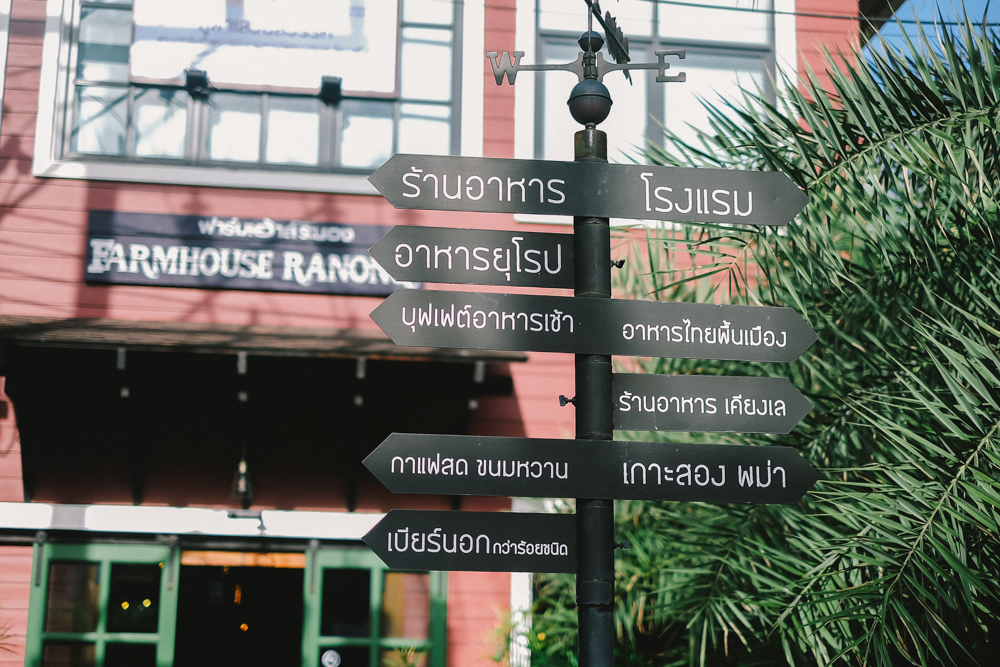 W E
ร้านอาหาร โรงแรม
ฟาร์มเฮ้าส์ ระนอง
FARMHOUSE RANONG
อาหารยุโรป
บุฟเฟต์อาหารเช้า อาหารไทยพื้นเมือง
ร้านอาหาร เคียงเล
กาแฟสด ขนมหวาน เกาะสอง พม่า
เบียร์นอกกว่าร้อยชนิด